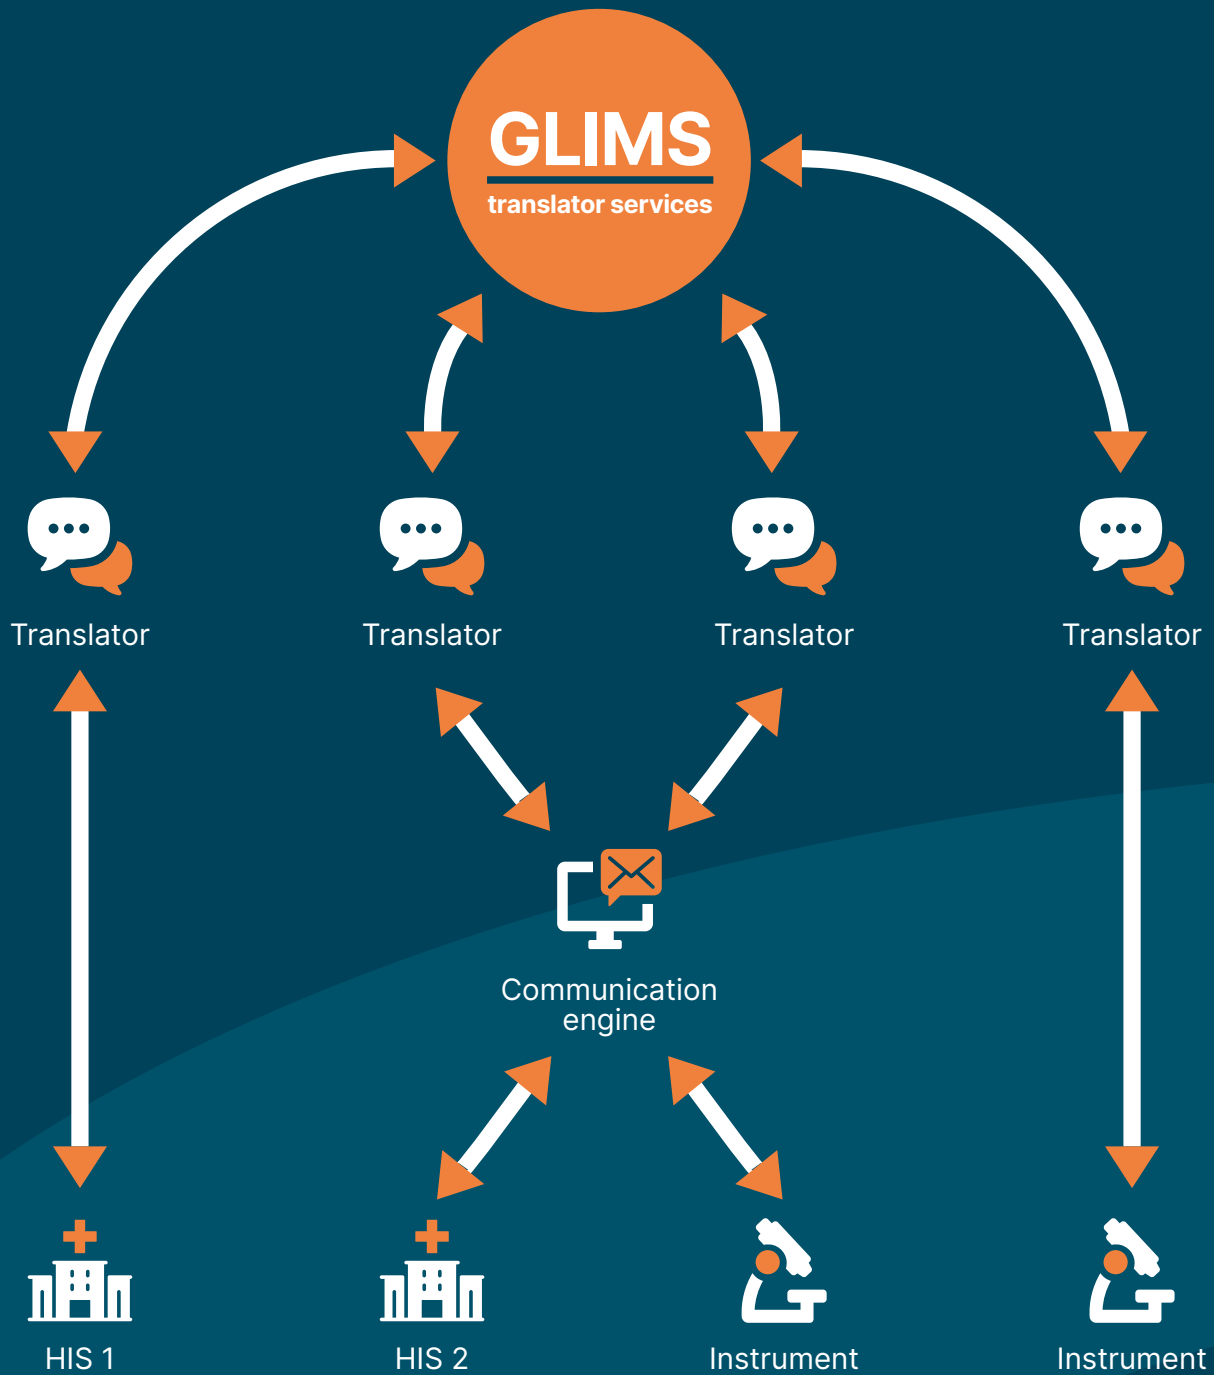 GLIMS
translator services
Translator
Translator
Translator
Translator
Communication
engine
HIS 1
HIS 2
Instrument
Instrument